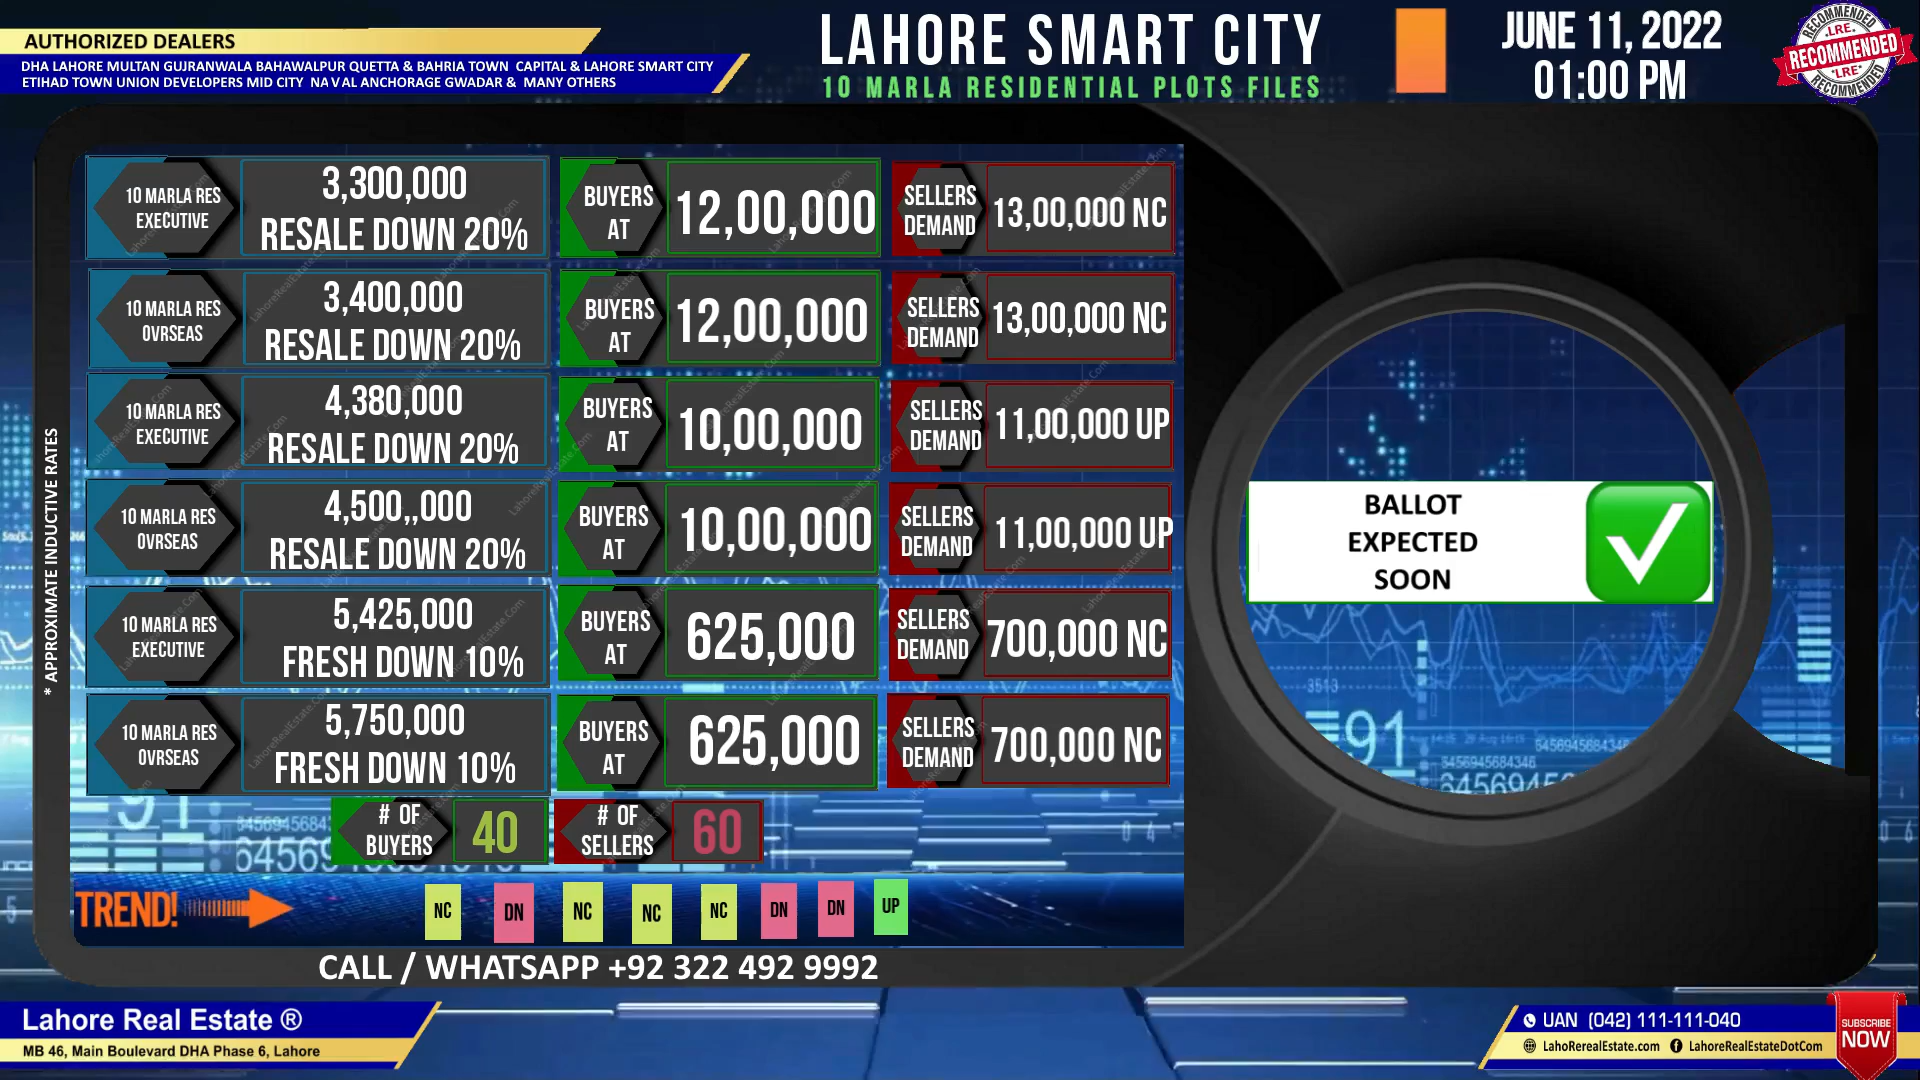 AUTHORIZED DEALERS
DHA LAHORE MULTAN GUJRANWALA BAHAWALPUR QUETTA & BAHRIA TOWN CAPITAL & LAHORE SMART CITY
ETIHAD TOWN UNION DEVELOPERS MID CITY NAVAL ANCHORAGE GWADAR & MANY OTHERS
LAHORE SMART CITY
10 MARLA RESIDENTIAL PLOTS FILES
JUNE 11, 2022
01:00 PM
RECOMMENDED
·LRE·
RECOMMENDED
*LRE*
RECOMMENDED
* APPROXIMATE INDUCTIVE RATES
10 MARLA RES
EXECUTIVE
3,300,000
RESALE DOWN 20%
BUYERS
AT
12,00,000
SELLERS
DEMAND
13,00,000 NC
10 MARLA RES
OVRSEAS
3,400,000
RESALE DOWN 20%
BUYERS
AT
12,00,000
SELLERS
DEMAND
13,00,000 NC
10 MARLA RES
EXECUTIVE
4,380,000
RESALE DOWN 20%
BUYERS
AT
10,00,000
SELLERS
DEMAND
11,00,000 UP
10 MARLA RES
OVRSEAS
4,500,,000
RESALE DOWN 20%
BUYERS
AT
10,00,000
SELLERS
DEMAND
11,00,000 UP
10 MARLA RES
EXECUTIVE
5,425,000
FRESH DOWN 10%
BUYERS
AT
625,000
SELLERS
DEMAND
700,000 NC
10 MARLA RES
OVRSEAS
5,750,000
FRESH DOWN 10%
BUYERS
AT
625,000
SELLERS
DEMAND
700,000 NC
# OF
BUYERS
40
# OF
SELLERS
60
TREND!
NC DN NC NC NC DN DN UP
BALLOT
EXPECTED
SOON
CALL / WHATSAPP +92 322 492 9992
Lahore Real Estate ®
MB 46, Main Boulevard DHA Phase 6, Lahore
UAN (042) 111-111-040
LahoRerealEstate.com LahoreRealEstateDotCom
SUBSCRIBE
NOW